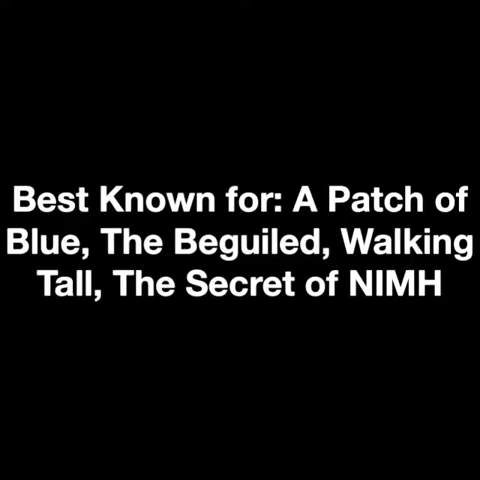 Best Known for: A Patch of
Blue, The Beguiled, Walking
Tall, The Secret of NIMH